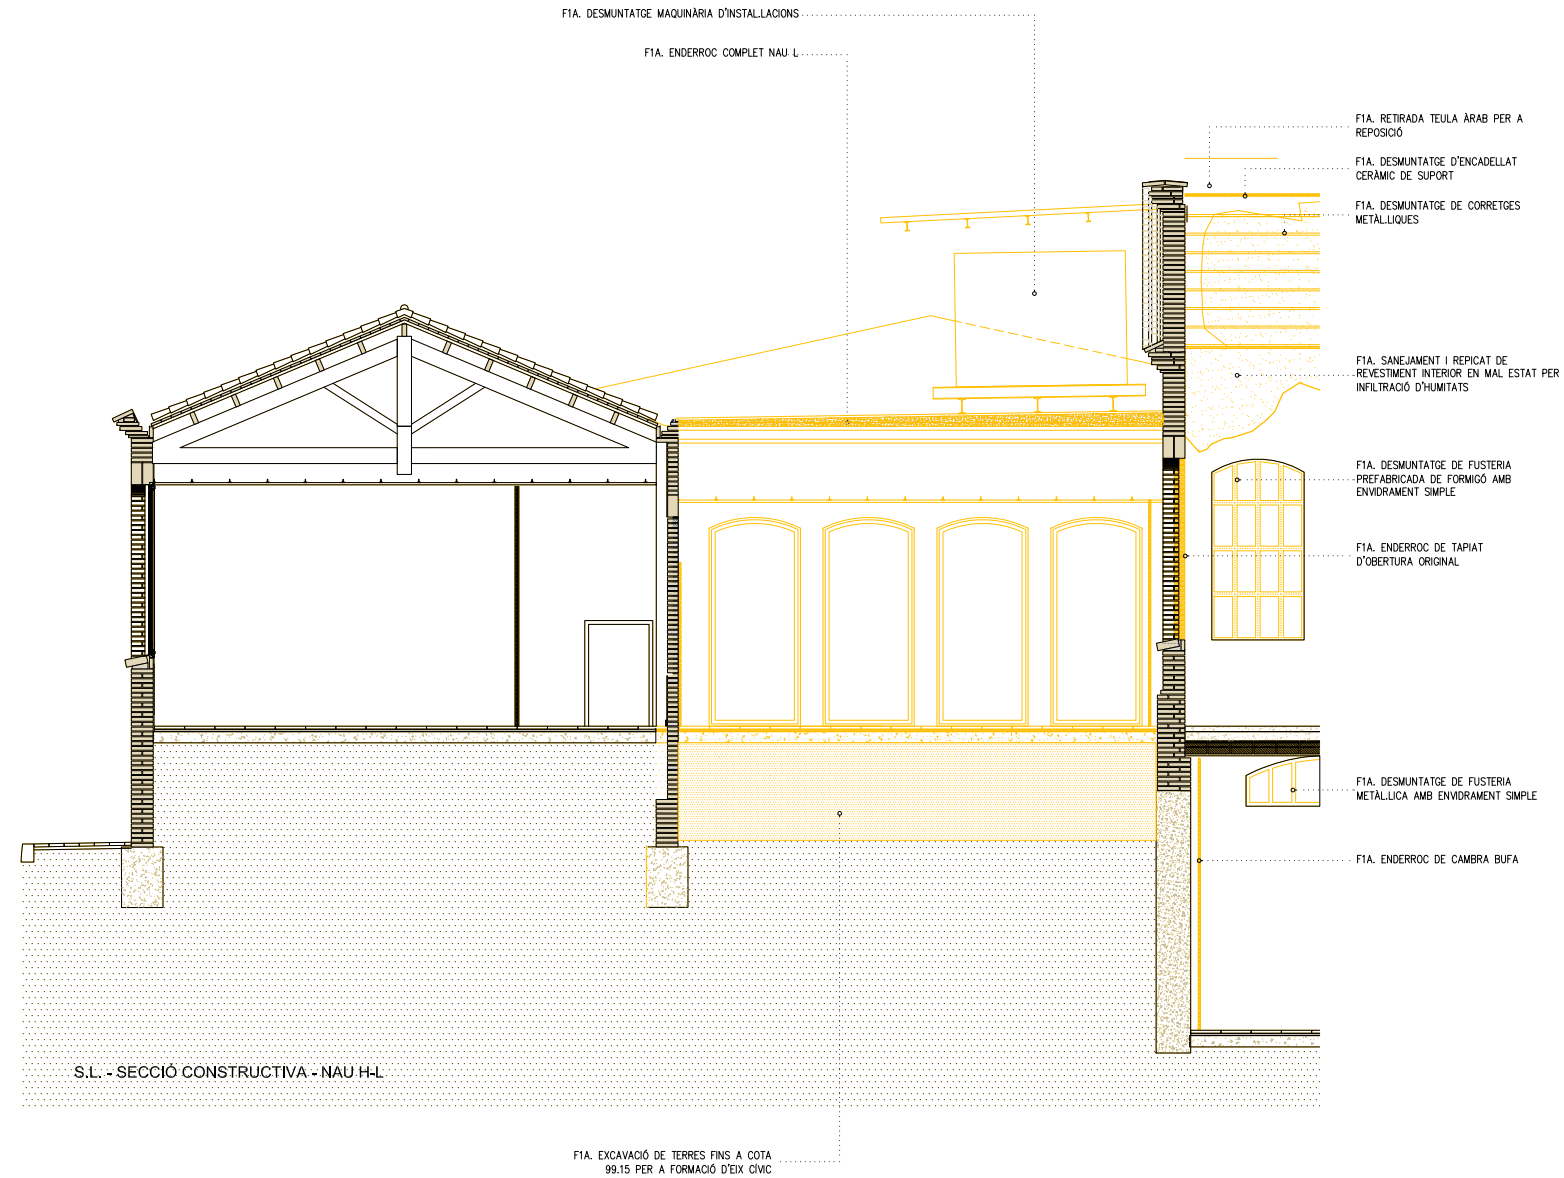 F1A. DESMUNTATGE MAQUINÀRIA D'INSTAL.LACIONS
F1A. ENDERROC COMPLET NAU L
F1A. RETIRADA TEULA ÀRAB PER A
REPOSICIÓ
F1A. DESMUNTATGE D'ENCADELLAT
CERÀMIC DE SUPORT
F1A. DESMUNTATGE DE CORRETGES
METÀL.LIQUES
F1A. SANEJAMENT I REPICAT DE
REVESTIMENT INTERIOR EN MAL ESTAT PER
INFILTRACIÓ D'HUMITATS
F1A. DESMUNTATGE DE FUSTERIA
PREFABRICADA DE FORMIGÓ AMB
ENVIDRAMENT SIMPLE
F1A. ENDERROC DE TAPIAT
D'OBERTURA ORIGINAL
F1A. DESMUNTATGE DE FUSTERIA
METÀL.LICA AMB ENVIDRAMENT SIMPLE
F1A. ENDERROC DE CAMBRA BUFA
S.L. - SECCIÓ CONSTRUCTIVA - NAU H-L
F1A. EXCAVACIÓ DE TERRES FINS A COTA
99.15 PER A FORMACIÓ D'EIX CÍVIC